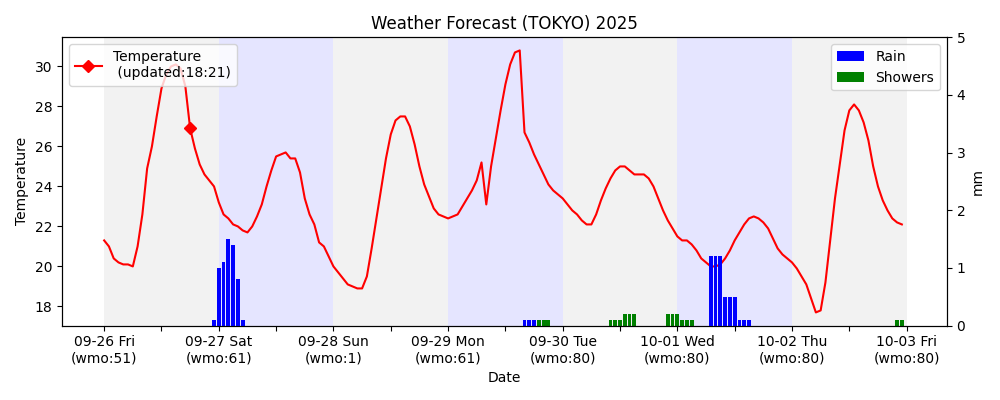 Weather Forecast (TOKYO) 2025
Temperature
(updated:18:21)
Rain
Showers
30
28
26
24
22
20
18
Temperature
5
4
3
2
1
0
mm
09-26 Fri
(wmo:51)
09-27 Sat
(wmo:61)
09-28 Sun
(wmo:1)
09-29 Mon
(wmo:61)
09-30 Tue
(wmo:80)
10-01 Wed
(wmo:80)
10-02 Thu
(wmo:80)
10-03 Fri
(wmo:80)
Date